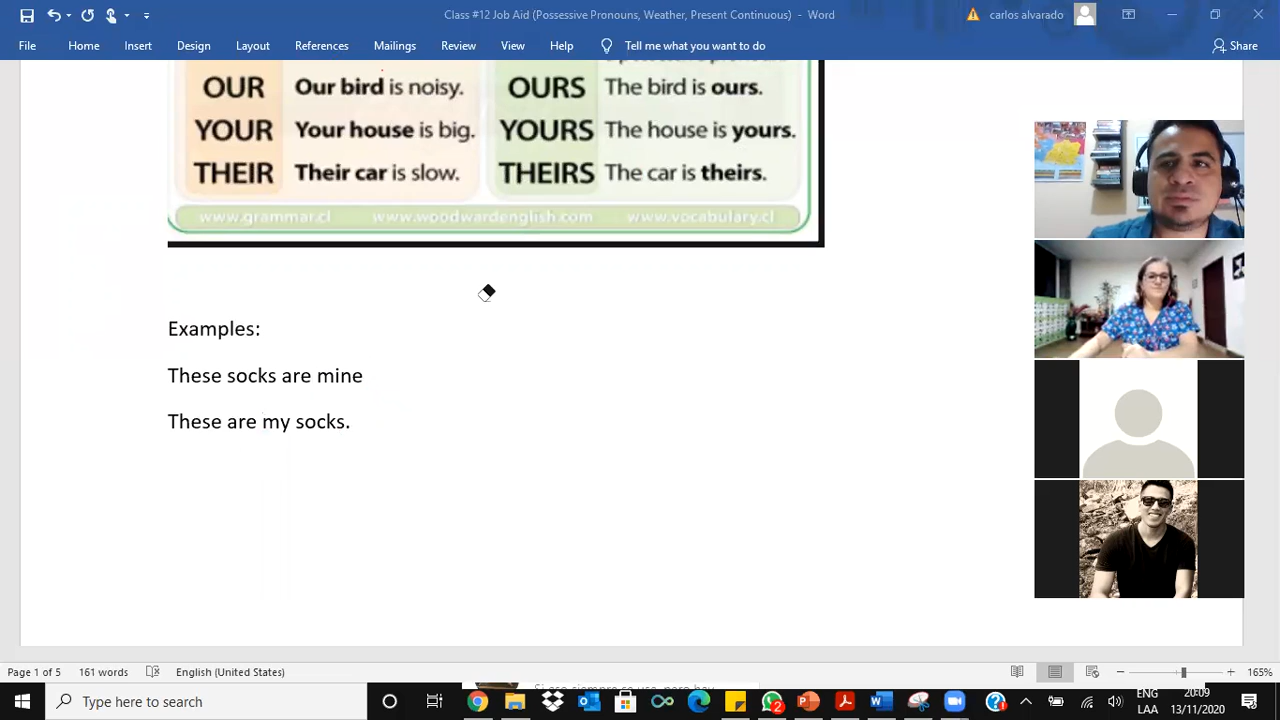 Class #12 Job Aid (Possessive Pronouns, Weather, Present Continuous) - Word
carlos alvarado
File Home Insert Design Layout References Mailings Review View Help Tell me what you want to do Share
OUR Our bird is noisy. OURS The bird is ours.
YOUR Your house is big. YOURS The house is yours.
THEIR Their car is slow. THEIRS The car is theirs.
www.grammar.cl www.woodwardenglish.com www.vocabulary.cl
Examples:
These socks are mine
These are my socks.
Page 1 of 5 161 words English (United States) 165%
Type here to search
2
ENG
LAA
20:09
13/11/2020